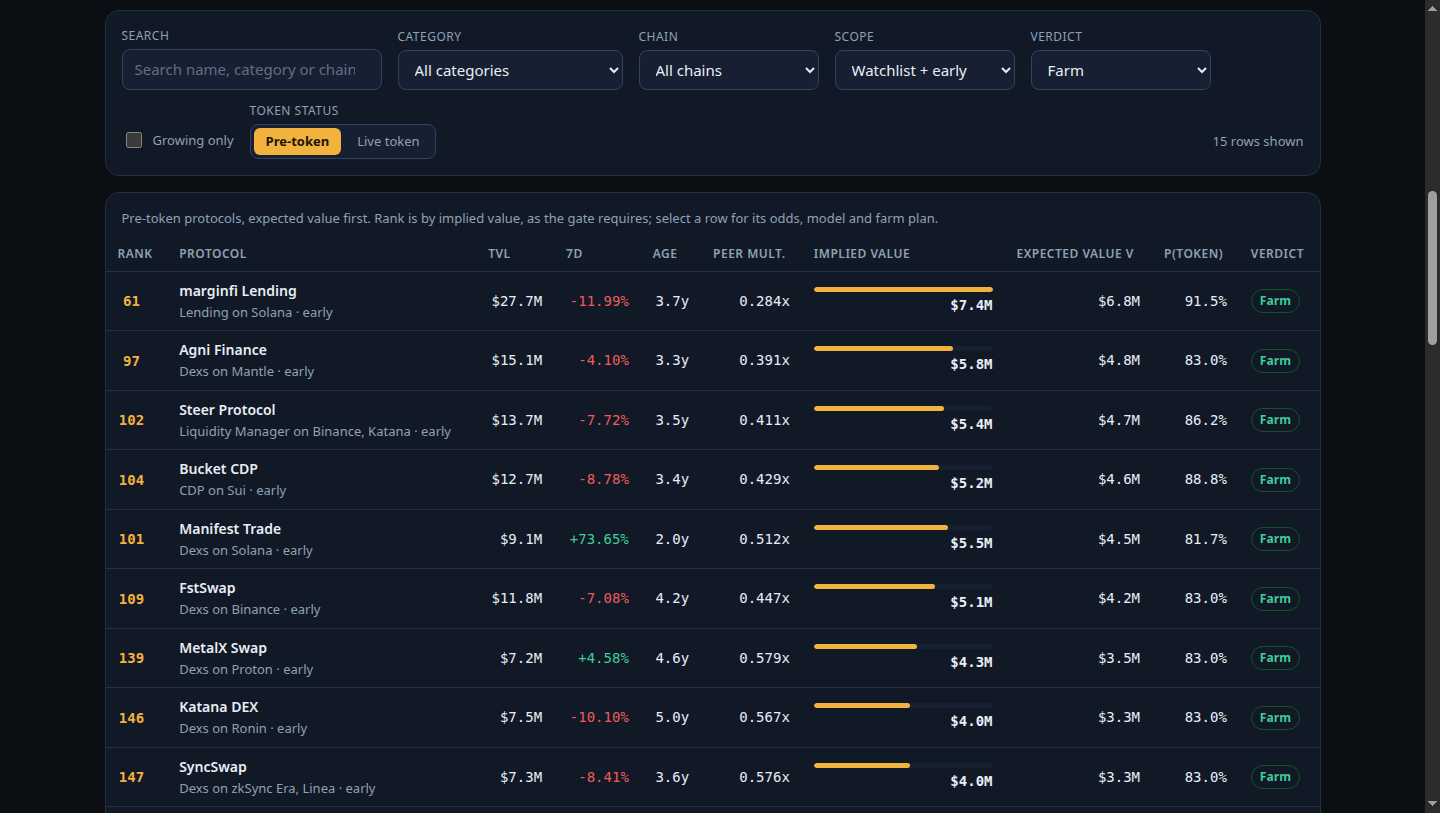 SEARCH CATEGORY CHAIN SCOPE VERDICT
Search name, category or chain All categories All chains Watchlist + early Farm
TOKEN STATUS
Growing only Pre-token Live token 15 rows shown
Pre-token protocols, expected value first. Rank is by implied value, as the gate requires; select a row for its odds, model and farm plan.
RANK PROTOCOL TVL 7D AGE PEER MULT. IMPLIED VALUE EXPECTED VALUE V P(TOKEN) VERDICT
61 marginfi Lending $27.7M -11.99% 3.7y 0.284x $7.4M $6.8M 91.5% Farm
Lending on Solana · early
97 Agni Finance $15.1M -4.10% 3.3y 0.391x $5.8M $4.8M 83.0% Farm
Dexs on Mantle · early
102 Steer Protocol $13.7M -7.72% 3.5y 0.411x $5.4M $4.7M 86.2% Farm
Liquidity Manager on Binance, Katana · early
104 Bucket CDP $12.7M -8.78% 3.4y 0.429x $5.2M $4.6M 88.8% Farm
CDP on Sui · early
101 Manifest Trade $9.1M +73.65% 2.0y 0.512x $5.5M $4.5M 81.7% Farm
Dexs on Solana · early
109 FstSwap $11.8M -7.08% 4.2y 0.447x $5.1M $4.2M 83.0% Farm
Dexs on Binance · early
139 MetalX Swap $7.2M +4.58% 4.6y 0.579x $4.3M $3.5M 83.0% Farm
Dexs on Proton · early
146 Katana DEX $7.5M -10.10% 5.0y 0.567x $4.0M $3.3M 83.0% Farm
Dexs on Ronin · early
147 SyncSwap $7.3M -8.41% 3.6y 0.576x $4.0M $3.3M 83.0% Farm
Dexs on zkSync Era, Linea · early